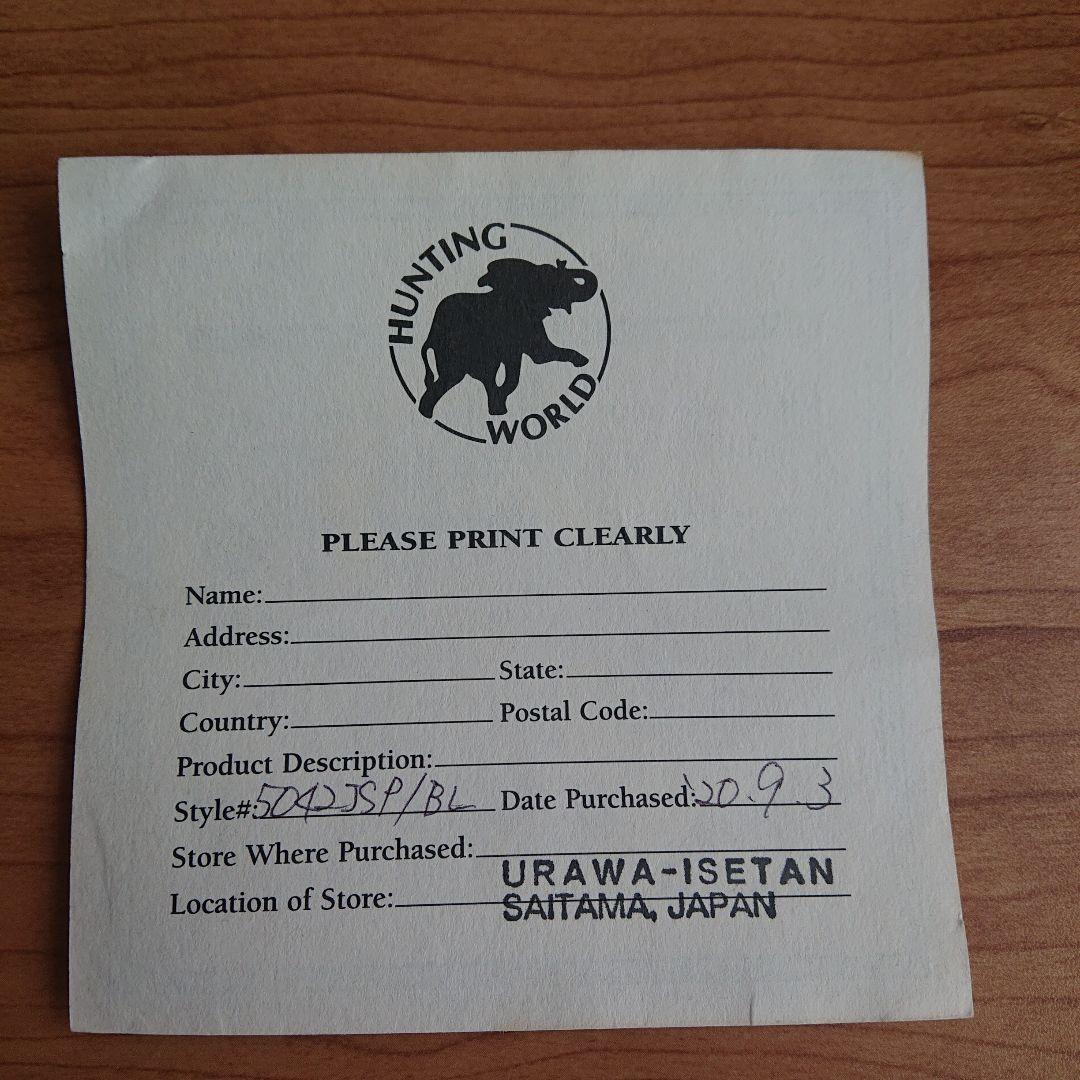 HUNTING
WORLD
PLEASE PRINT CLEARLY
Name:
Address:
City: State:
Country: Postal Code:
Product Description:
Style#: 5042JSP/BL Date Purchased: '20.9.3
Store Where Purchased: URAWA-ISETAN
Location of Store: SAITAMA, JAPAN